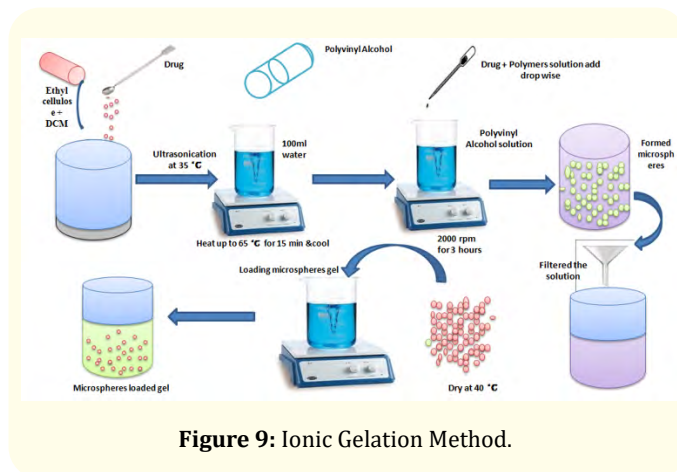 Polyvinyl Alcohol
Drug
Drug + Polymers solution add
drop wise
Ethyl
cellulos
e +
DCM
Ultrasonication
at 35 °C
100ml
water
Polyvinyl
Alcohol solution
Formed
microsph
eres
Heat up to 65 °C for 15 min &cool
2000 rpm
for 3 hours
Loading microspheres gel
Filtered the
solution
Microspheres loaded gel
Dry at 40 °C
Figure 9: Ionic Gelation Method.